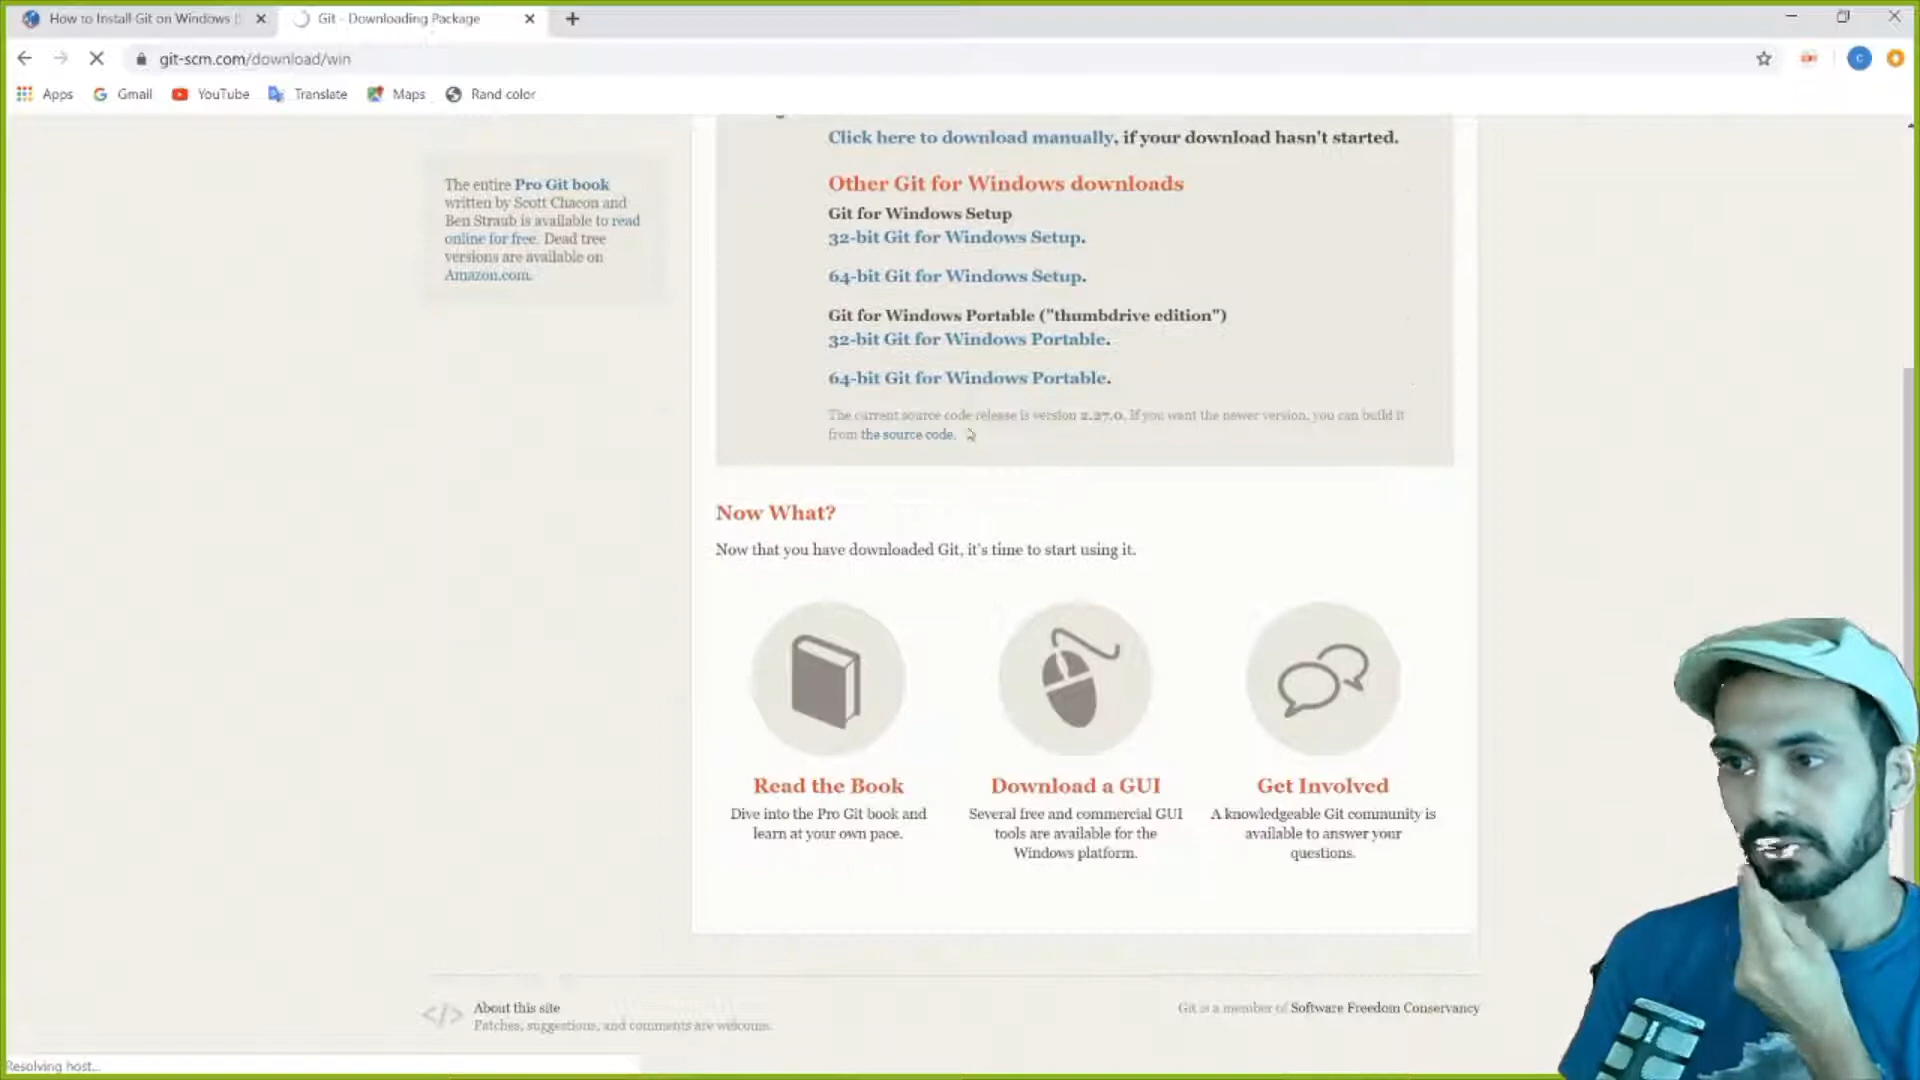 How to Install Git on Windows
Git - Downloading Package
git-scm.com/download/win
Apps
Gmail
YouTube
Translate
Maps
Rand color
Click here to download manually, if your download hasn't started.
Other Git for Windows downloads
Git for Windows Setup
32-bit Git for Windows Setup.
64-bit Git for Windows Setup.
Git for Windows Portable ("thumbdrive edition")
32-bit Git for Windows Portable.
64-bit Git for Windows Portable.
The current source code release is version 2.27.0. If you want the newer version, you can build it
from the source code.
The entire Pro Git book
written by Scott Chacon and
Ben Straub is available to read
online for free. Dead tree
versions are available on
Amazon.com.
Now What?
Now that you have downloaded Git, it's time to start using it.
Read the Book
Dive into the Pro Git book and
learn at your own pace.
Download a GUI
Several free and commercial GUI
tools are available for the
Windows platform.
Get Involved
A knowledgeable Git community is
available to answer your
questions.
</>
About this site
Patches, suggestions, and comments are welcome.
Git is a member of Software Freedom Conservancy
Resolving host...